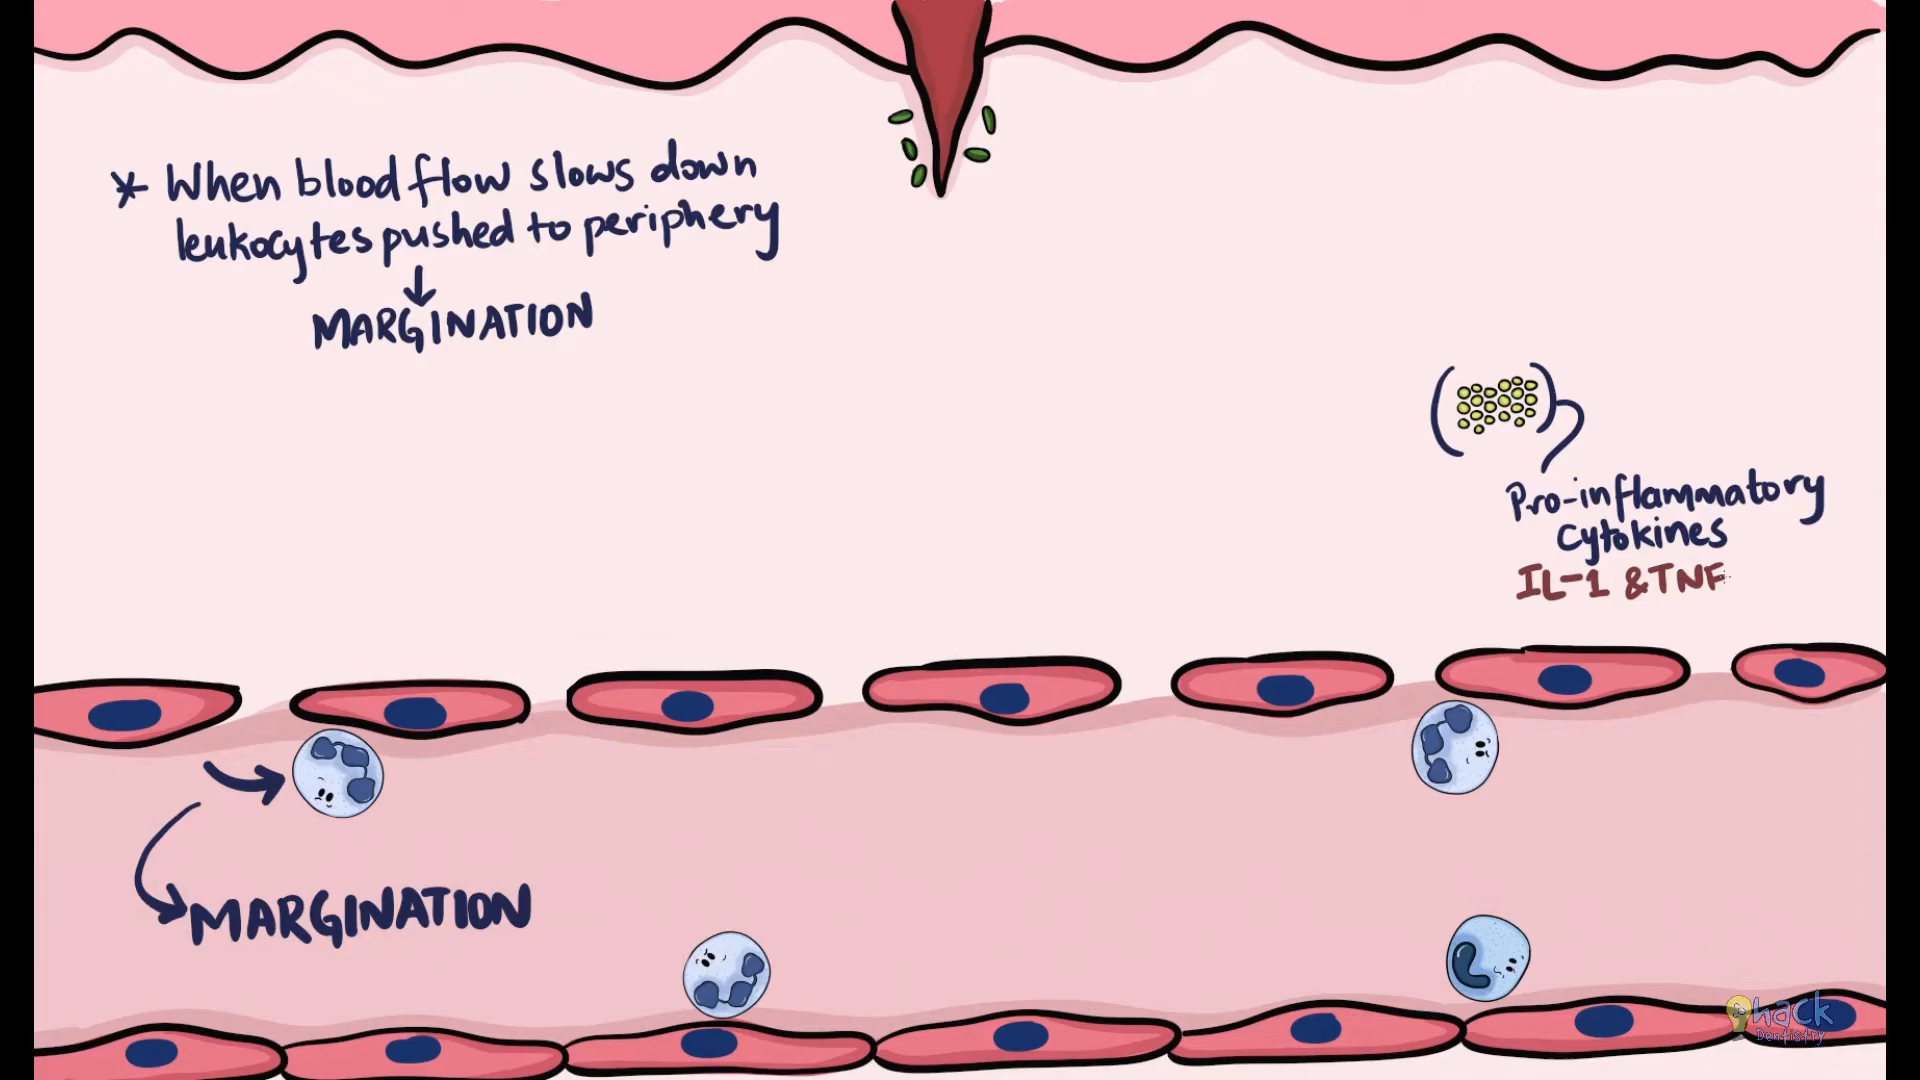 * When blood flow slows down
leukocytes pushed to periphery
↓
MARGINATION
Pro-inflammatory
Cytokines
IL-1 & TNF
MARGINATION
hack
Dentistry